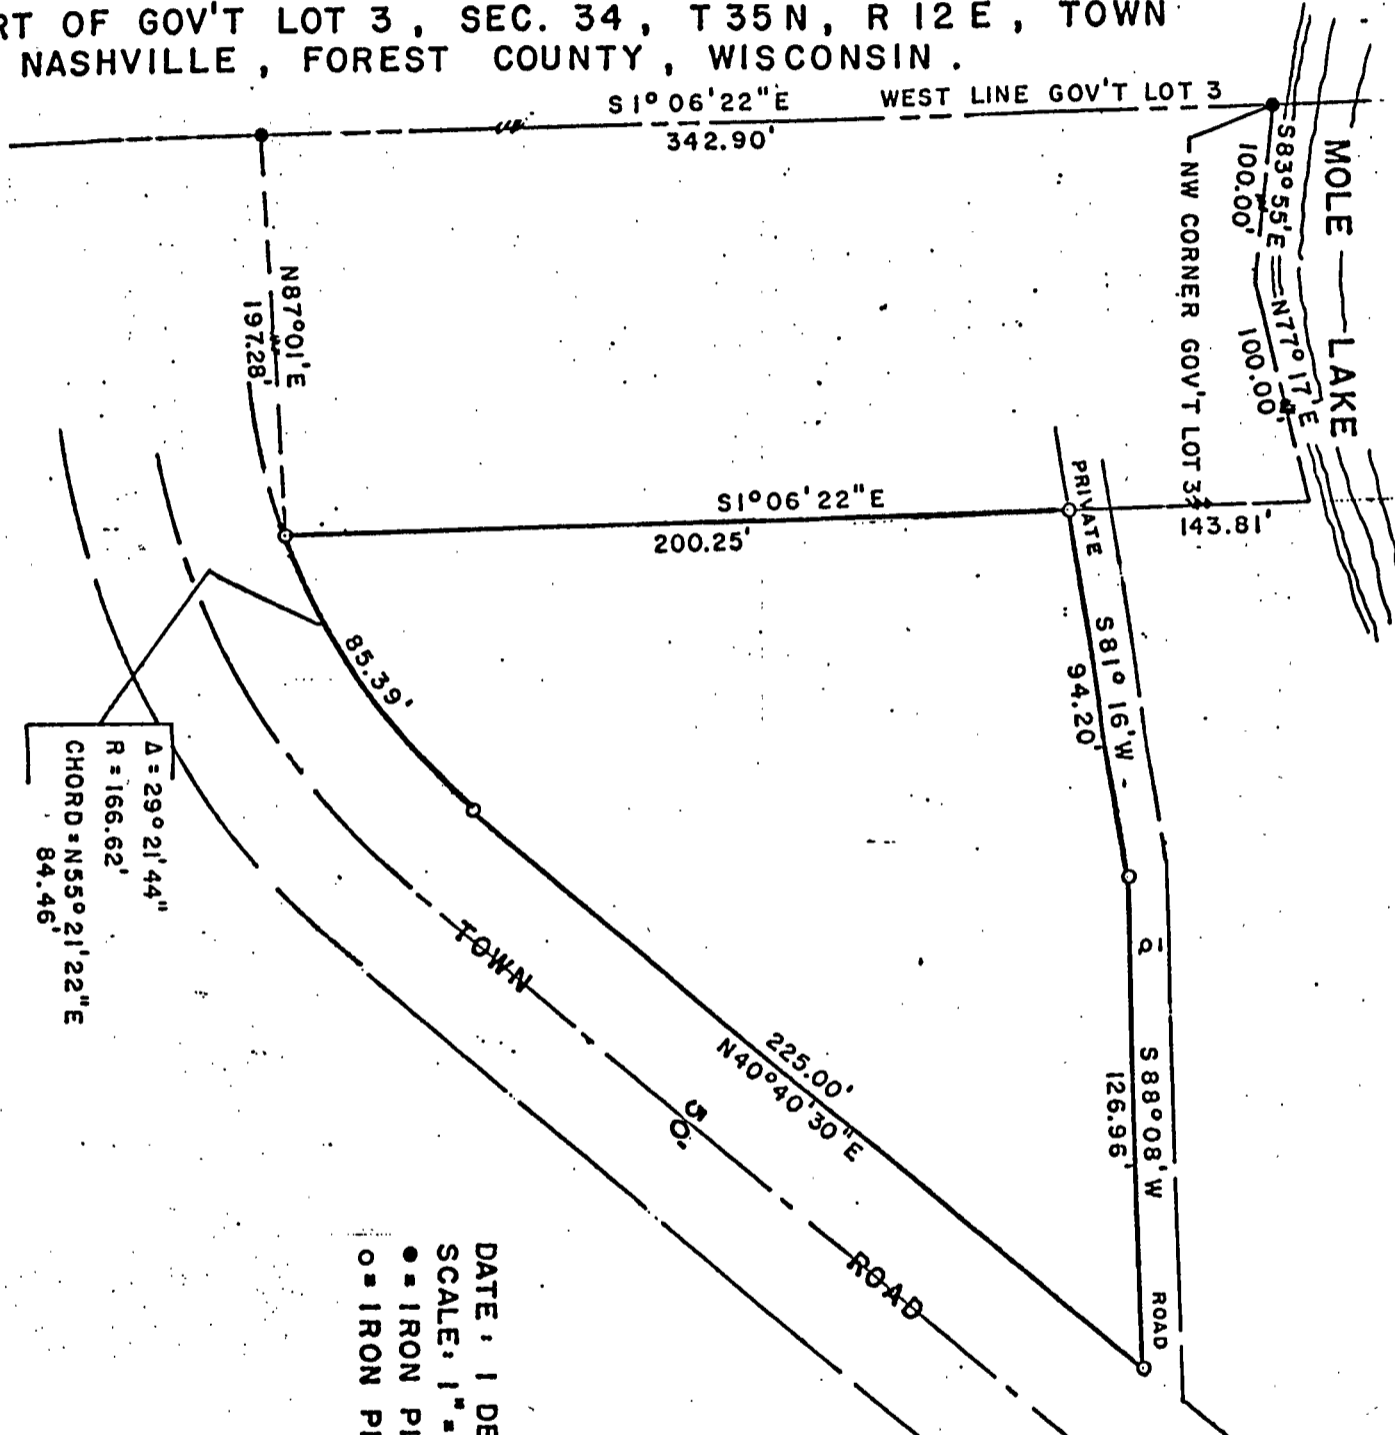 RT OF GOV'T LOT 3, SEC. 34, T35N, R12E, TOWN
NASHVILLE, FOREST COUNTY, WISCONSIN.
S1°06'22"E
WEST LINE GOV'T LOT 3
342.90'
MOLE LAKE
S83°55'E
100.00'
N77°17'E
100.00'
NW CORNER GOV'T LOT 3
N87°01'E
197.28'
S1°06'22"E
200.25'
143.81'
PRIVATE
S81°16'W
94.20'
85.39'
Δ=29°21'44"
R=166.62'
CHORD=N55°21'22"E
84.46'
S88°08'W
126.96'
ROAD
225.00'
N40°40'30"E
TOWN
50'
ROAD
DATE: 1 DE
SCALE: 1"=
●=IRON PI
o=IRON PI